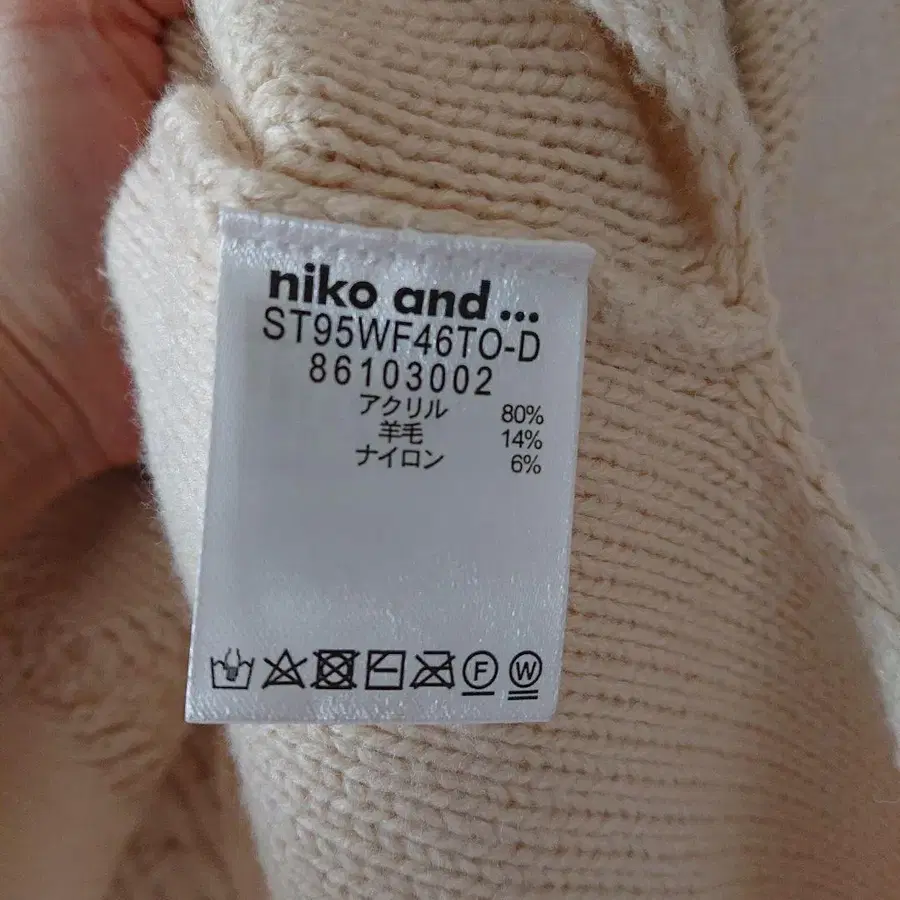 niko and ...
ST95WF46TO-D
86103002
アクリル 80%
羊毛 14%
ナイロン 6%
F W